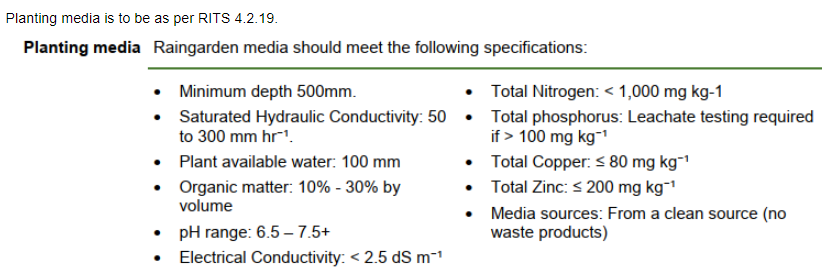 Planting media is to be as per RITS 4.2.19.
Planting media Raingarden media should meet the following specifications:
• Minimum depth 500mm.
• Saturated Hydraulic Conductivity: 50
to 300 mm hr⁻¹.
• Plant available water: 100 mm
• Organic matter: 10% - 30% by
volume
• pH range: 6.5 – 7.5+
• Electrical Conductivity: < 2.5 dS m⁻¹
• Total Nitrogen: < 1,000 mg kg-1
• Total phosphorus: Leachate testing required
if > 100 mg kg⁻¹
• Total Copper: ≤ 80 mg kg⁻¹
• Total Zinc: ≤ 200 mg kg⁻¹
• Media sources: From a clean source (no
waste products)